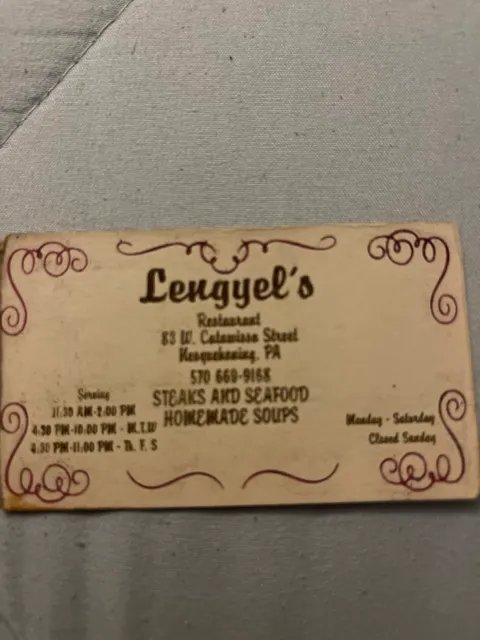 Lengyel's
Restaurant
83 W. Catawissa Street
Nesquehoning, PA
570 669-9168
STEAKS AND SEAFOOD
HOMEMADE SOUPS
Serving
11:30 AM-2:00 PM
4:30 PM-10:00 PM - M.T.W
4:30 PM-11:00 PM - Th. F. S
Monday - Saturday
Closed Sunday